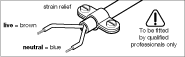 strain relief
live = brown
neutral = blue
To be fitted
by qualified
professionals only